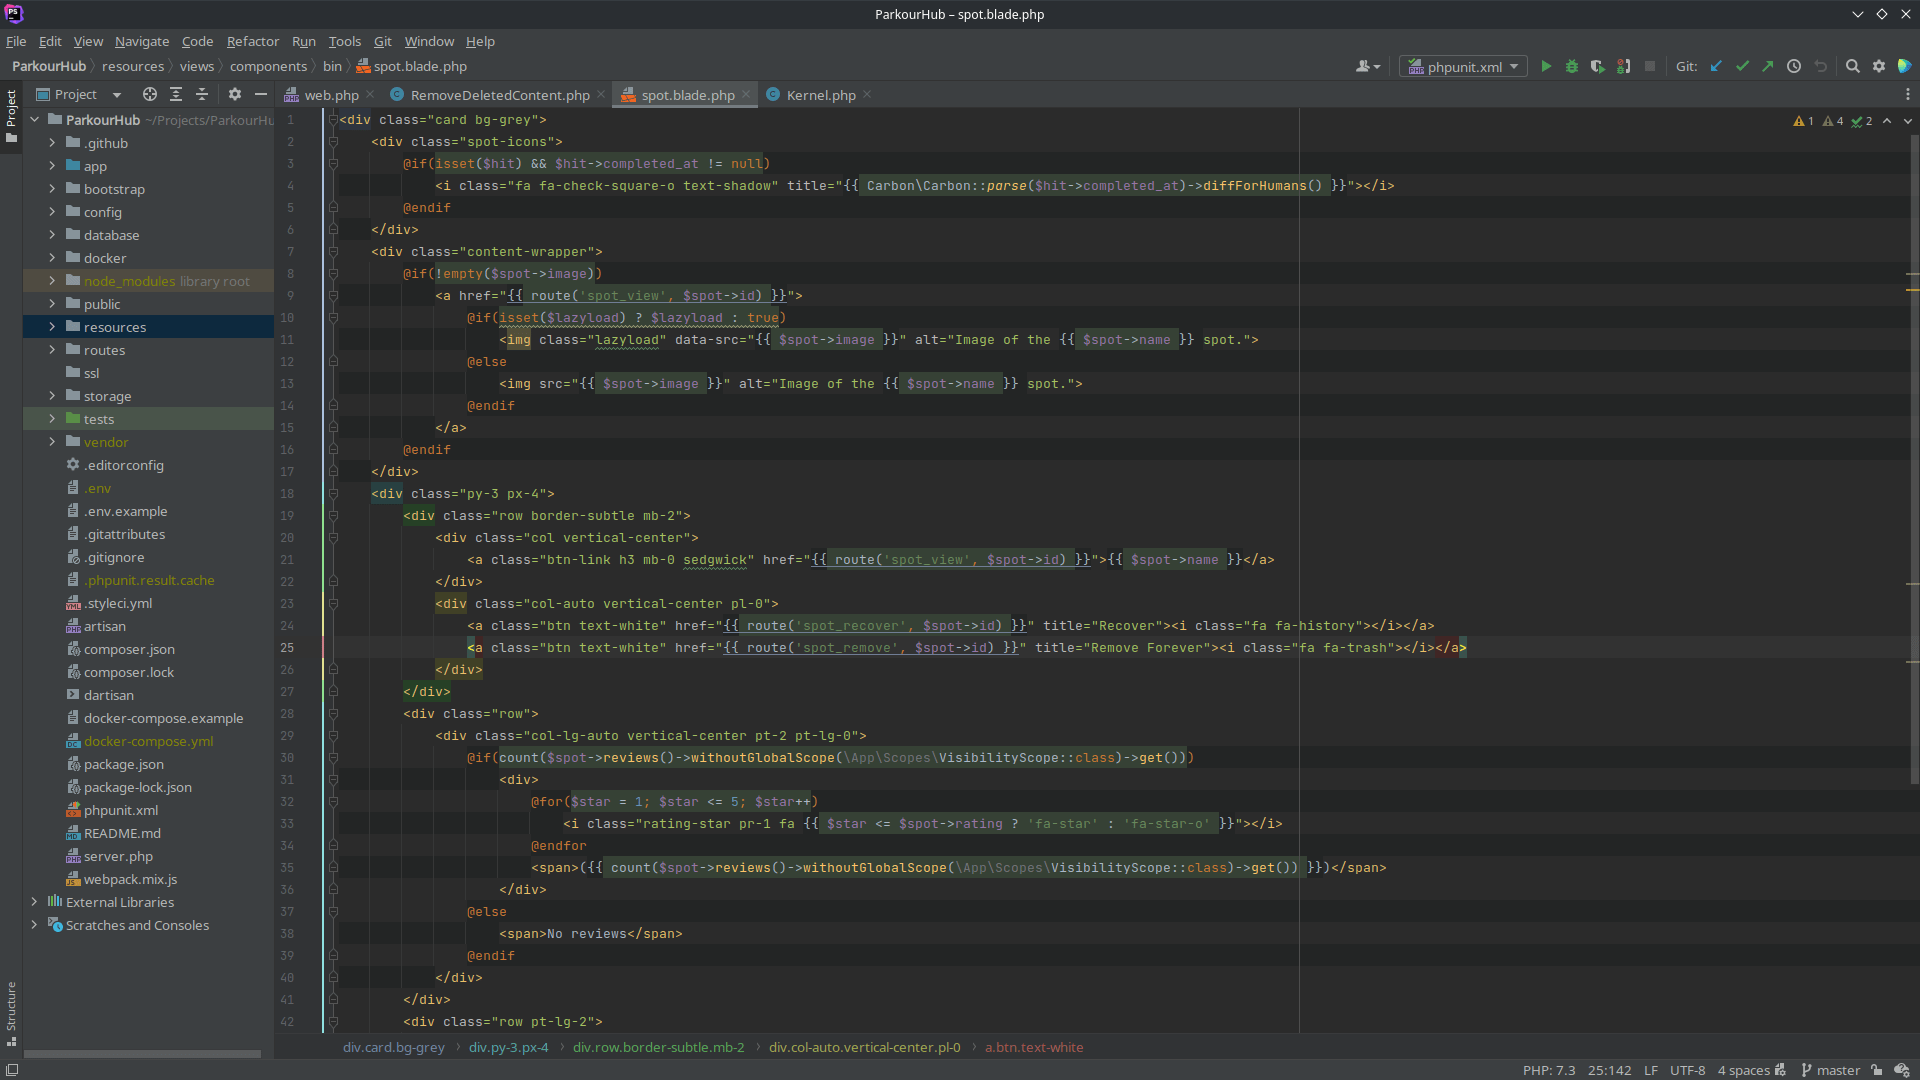 PS
ParkourHub – spot.blade.php
File Edit View Navigate Code Refactor Run Tools Git Window Help
ParkourHub resources views components bin spot.blade.php
phpunit.xml
Git:
Project
Project
web.php
RemoveDeletedContent.php
spot.blade.php
Kernel.php
1 4 2
ParkourHub ~/Projects/ParkourHu
.github
app
bootstrap
config
database
docker
node_modules library root
public
resources
routes
ssl
storage
tests
vendor
.editorconfig
.env
.env.example
.gitattributes
.gitignore
.phpunit.result.cache
.styleci.yml
artisan
composer.json
composer.lock
dartisan
docker-compose.example
docker-compose.yml
package.json
package-lock.json
phpunit.xml
README.md
server.php
webpack.mix.js
External Libraries
Scratches and Consoles
Structure
1 <div class="card bg-grey">
2 <div class="spot-icons">
3 @if(isset($hit) && $hit->completed_at != null)
4 <i class="fa fa-check-square-o text-shadow" title="{{ Carbon\Carbon::parse($hit->completed_at)->diffForHumans() }}"></i>
5 @endif
6 </div>
7 <div class="content-wrapper">
8 @if(!empty($spot->image))
9 <a href="{{ route('spot_view', $spot->id) }}">
10 @if(isset($lazyload) ? $lazyload : true)
11 <img class="lazyload" data-src="{{ $spot->image }}" alt="Image of the {{ $spot->name }} spot.">
12 @else
13 <img src="{{ $spot->image }}" alt="Image of the {{ $spot->name }} spot.">
14 @endif
15 </a>
16 @endif
17 </div>
18 <div class="py-3 px-4">
19 <div class="row border-subtle mb-2">
20 <div class="col vertical-center">
21 <a class="btn-link h3 mb-0 sedgwick" href="{{ route('spot_view', $spot->id) }}">{{ $spot->name }}</a>
22 </div>
23 <div class="col-auto vertical-center pl-0">
24 <a class="btn text-white" href="{{ route('spot_recover', $spot->id) }}" title="Recover"><i class="fa fa-history"></i></a>
25 <a class="btn text-white" href="{{ route('spot_remove', $spot->id) }}" title="Remove Forever"><i class="fa fa-trash"></i></a>
26 </div>
27 </div>
28 <div class="row">
29 <div class="col-lg-auto vertical-center pt-2 pt-lg-0">
30 @if(count($spot->reviews()->withoutGlobalScope(\App\Scopes\VisibilityScope::class)->get()))
31 <div>
32 @for($star = 1; $star <= 5; $star++)
33 <i class="rating-star pr-1 fa {{ $star <= $spot->rating ? 'fa-star' : 'fa-star-o' }}"></i>
34 @endfor
35 <span>({{ count($spot->reviews()->withoutGlobalScope(\App\Scopes\VisibilityScope::class)->get()) }})</span>
36 </div>
37 @else
38 <span>No reviews</span>
39 @endif
40 </div>
41 </div>
42 <div class="row pt-lg-2">
div.card.bg-grey div.py-3.px-4 div.row.border-subtle.mb-2 div.col-auto.vertical-center.pl-0 a.btn.text-white
PHP: 7.3 25:142 LF UTF-8 4 spaces master